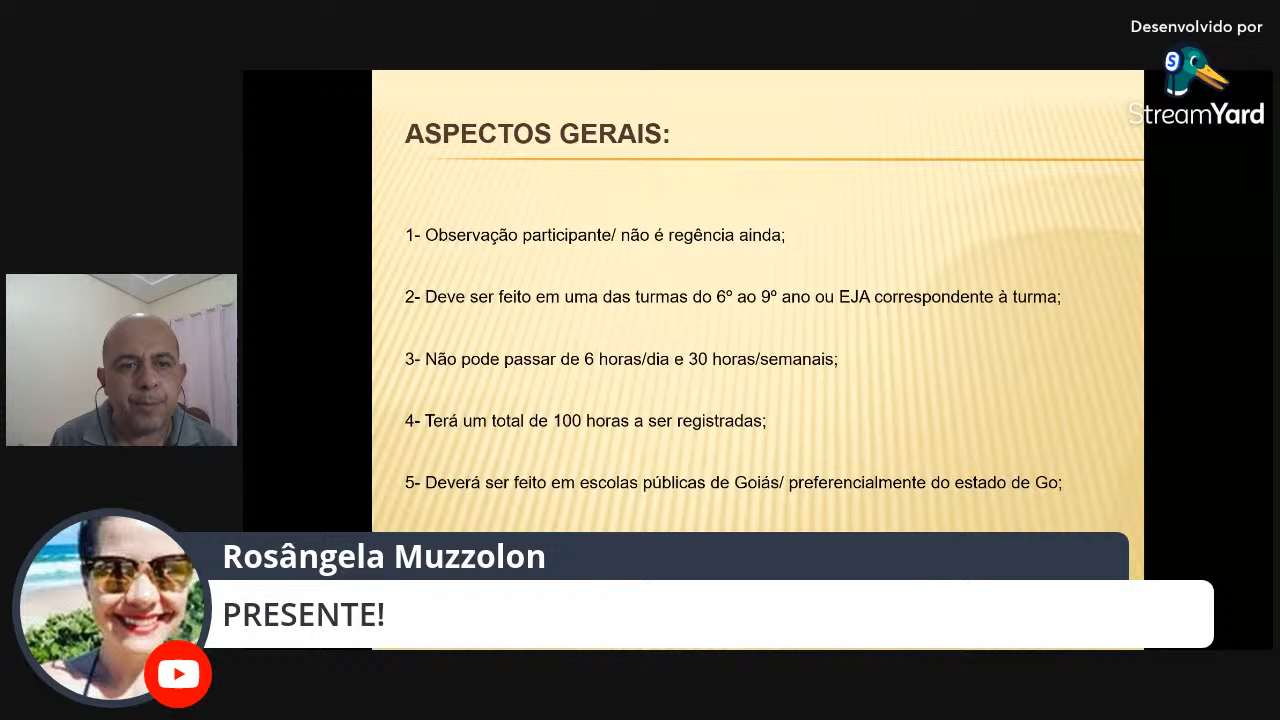 Desenvolvido por
StreamYard
ASPECTOS GERAIS:
1- Observação participante/ não é regência ainda;
2- Deve ser feito em uma das turmas do 6º ao 9º ano ou EJA correspondente à turma;
3- Não pode passar de 6 horas/dia e 30 horas/semanais;
4- Terá um total de 100 horas a ser registradas;
5- Deverá ser feito em escolas públicas de Goiás/ preferencialmente do estado de Go;
Rosângela Muzzolon
PRESENTE!